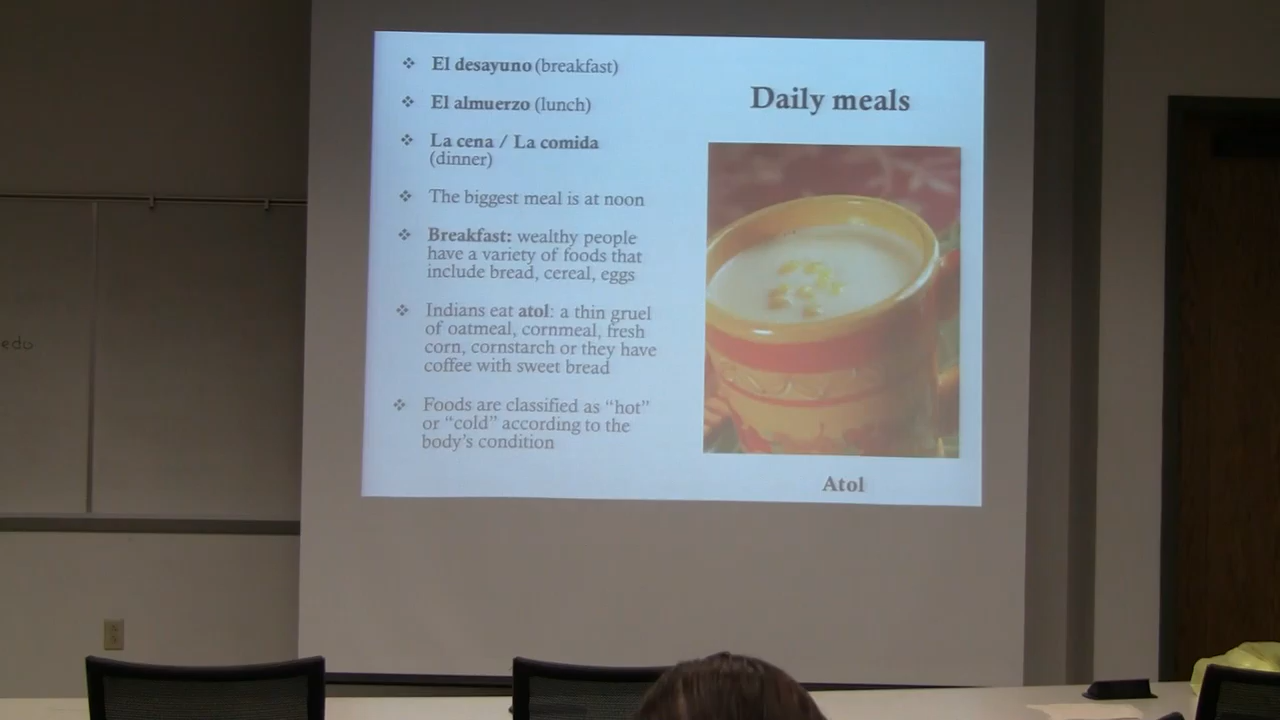 edo
El desayuno (breakfast)
El almuerzo (lunch)
La cena / La comida
(dinner)
The biggest meal is at noon
Breakfast: wealthy people
have a variety of foods that
include bread, cereal, eggs
Indians eat atol: a thin gruel
of oatmeal, cornmeal, fresh
corn, cornstarch or they have
coffee with sweet bread
Foods are classified as “hot”
or “cold” according to the
body’s condition
Daily meals
Atol